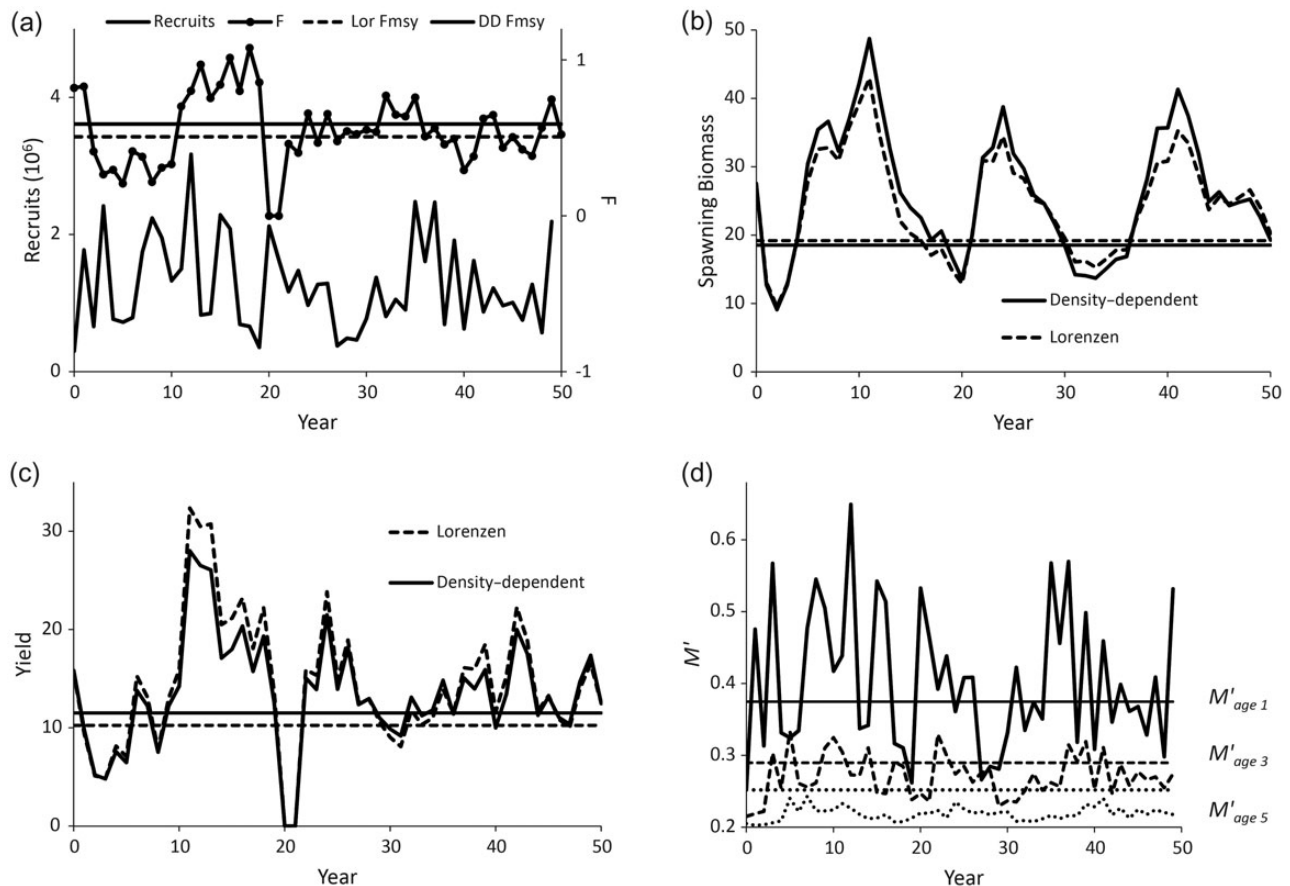 (a)
Recruits F Lor Fmsy DD Fmsy
Recruits (10⁶)
4
2
0
1
0
-1
F
0 10 20 30 40 50
Year
(b)
Spawning Biomass
50
40
30
20
10
0
Density–dependent
Lorenzen
0 10 20 30 40 50
Year
(c)
Yield
30
20
10
0
Lorenzen
Density–dependent
0 10 20 30 40 50
Year
(d)
M'
0.6
0.5
0.4
0.3
0.2
M'age 1
M'age 3
M'age 5
0 10 20 30 40 50
Year